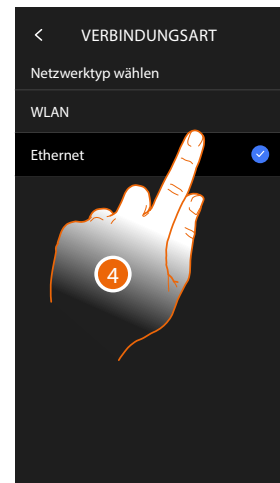 VERBINDUNGSART
Netzwerktyp wählen
WLAN
Ethernet
4